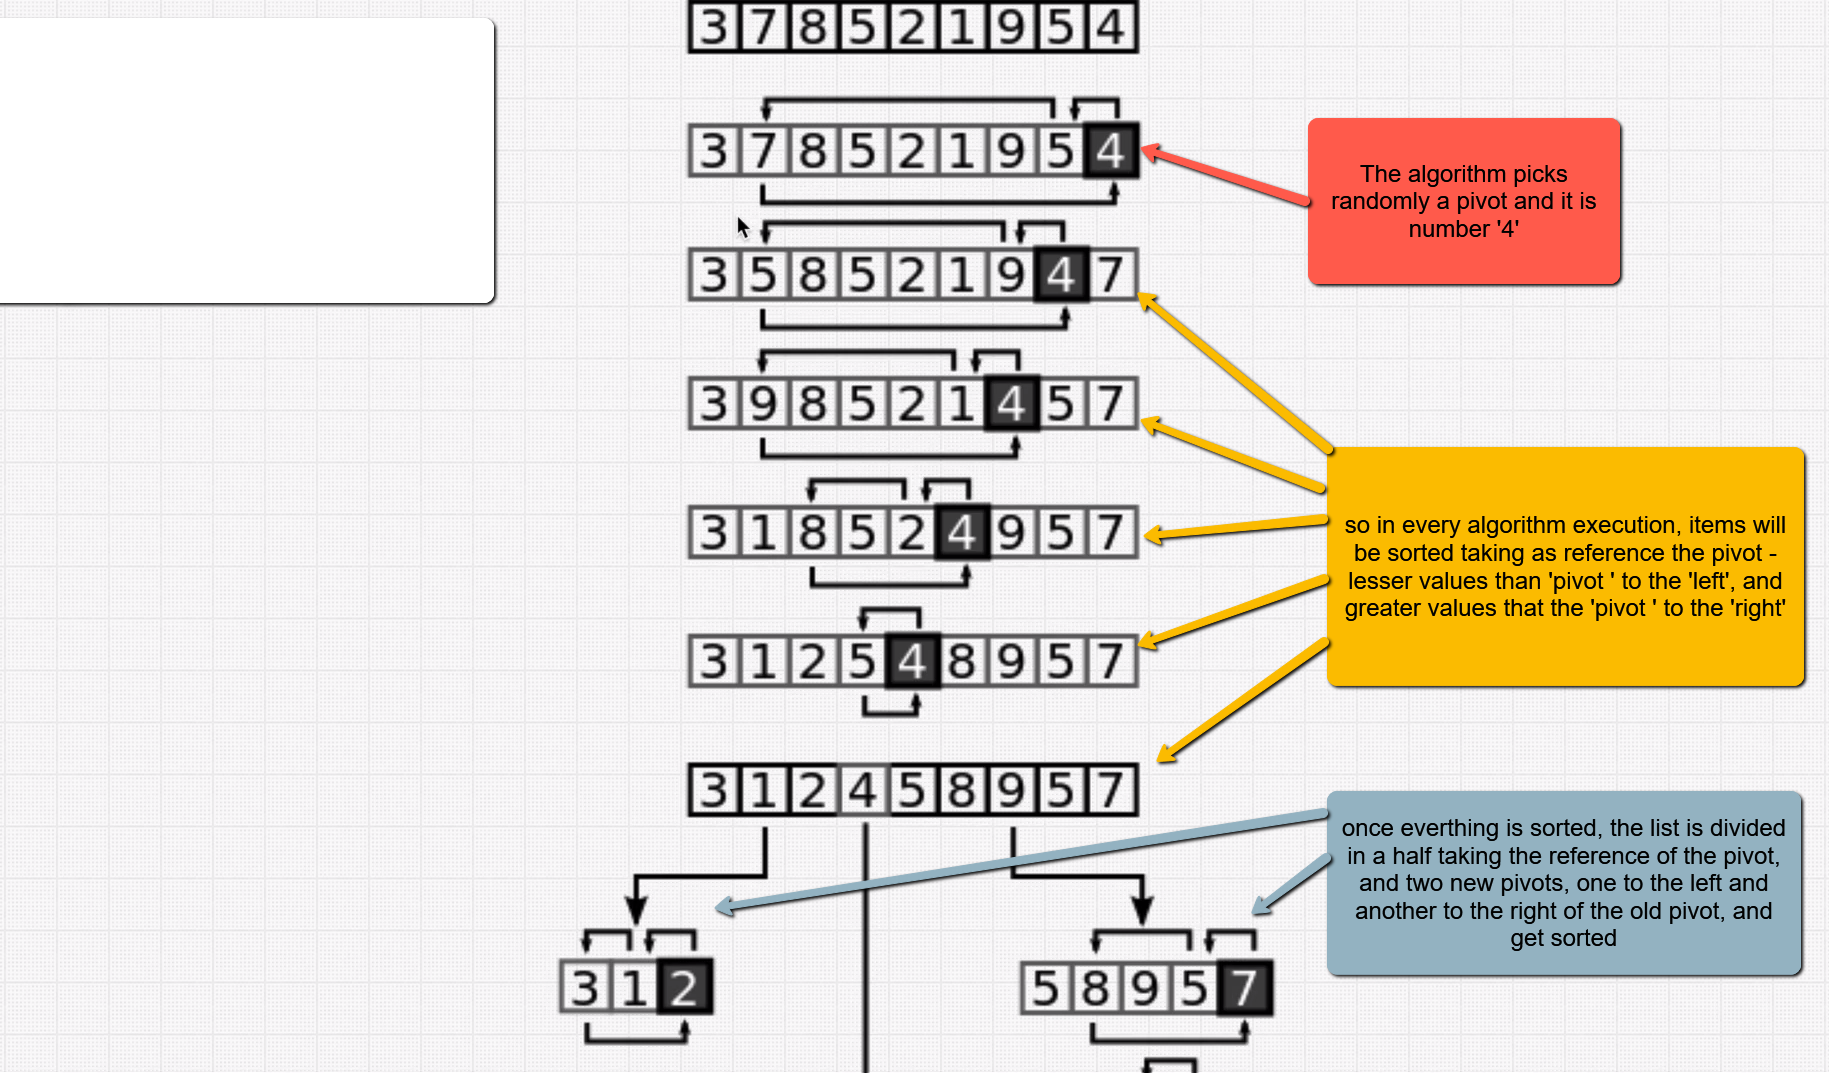 3 7 8 5 2 1 9 5 4
3 7 8 5 2 1 9 5 4
The algorithm picks
randomly a pivot and it is
number '4'
3 5 8 5 2 1 9 4 7
3 9 8 5 2 1 4 5 7
3 1 8 5 2 4 9 5 7
so in every algorithm execution, items will
be sorted taking as reference the pivot -
lesser values than 'pivot ' to the 'left', and
greater values that the 'pivot ' to the 'right'
3 1 2 5 4 8 9 5 7
3 1 2 4 5 8 9 5 7
once everthing is sorted, the list is divided
in a half taking the reference of the pivot,
and two new pivots, one to the left and
another to the right of the old pivot, and
get sorted
3 1 2
5 8 9 5 7